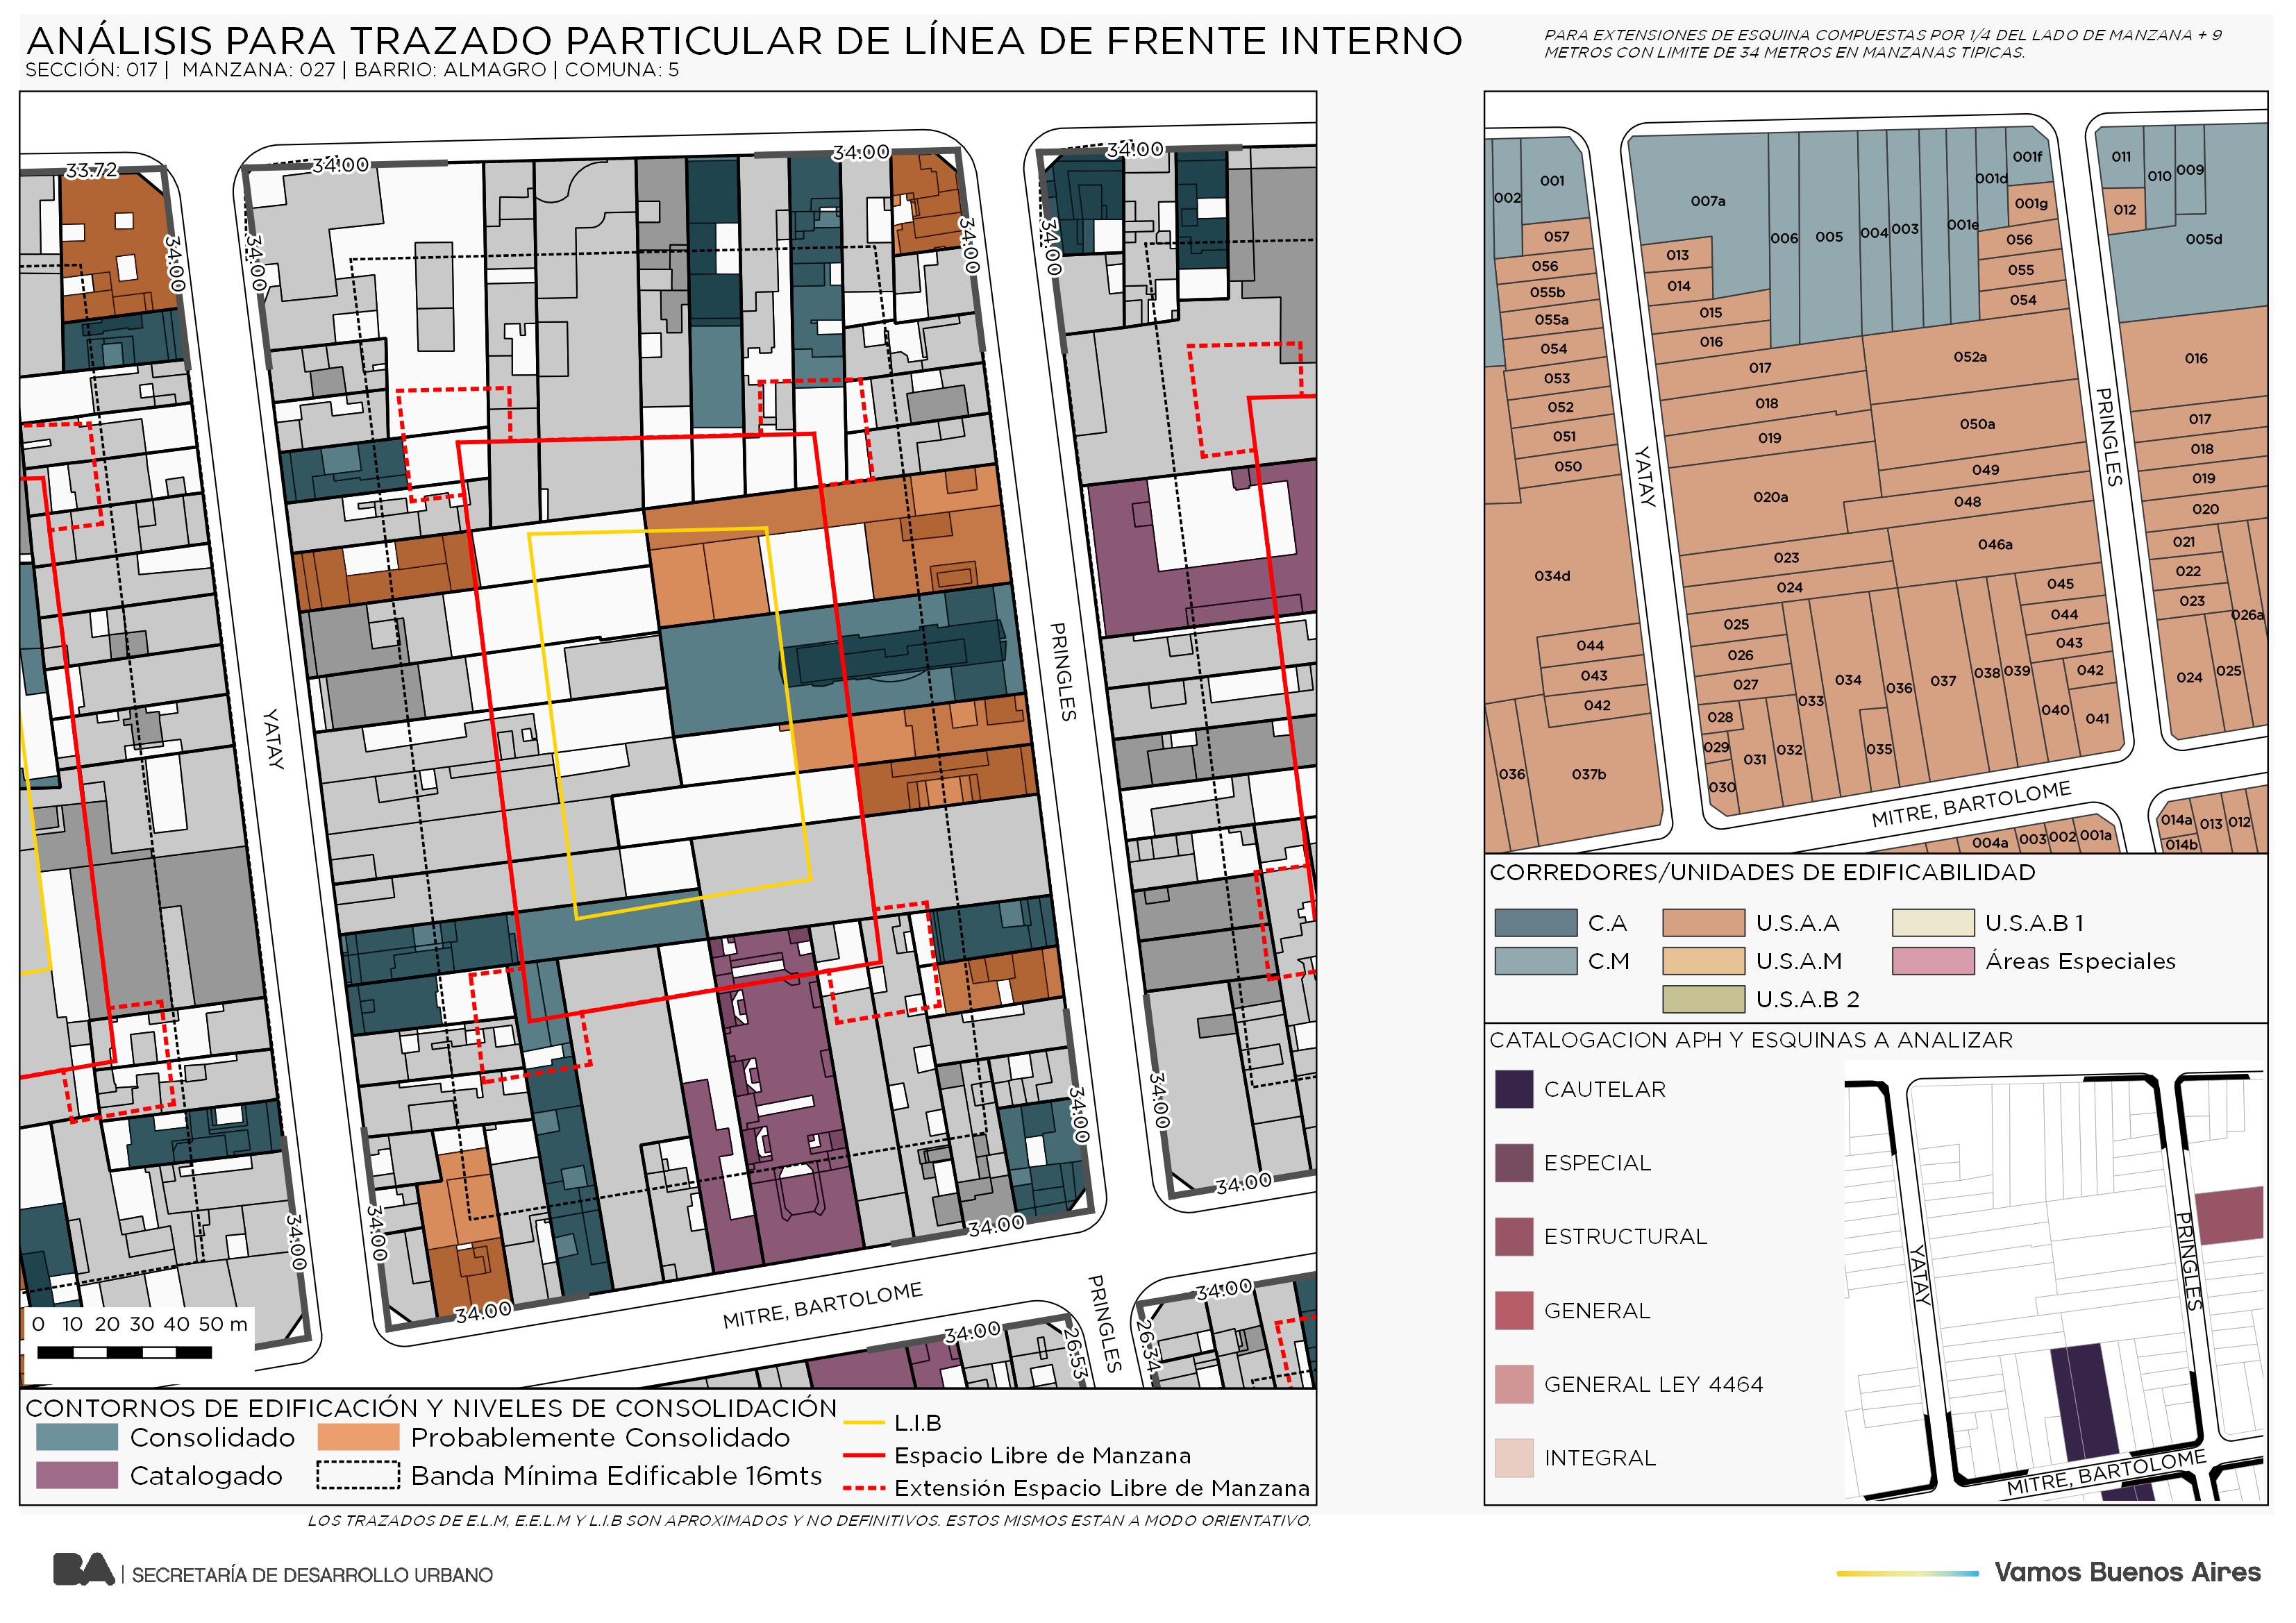 ANÁLISIS PARA TRAZADO PARTICULAR DE LÍNEA DE FRENTE INTERNO
SECCIÓN: 017 | MANZANA: 027 | BARRIO: ALMAGRO | COMUNA: 5
PARA EXTENSIONES DE ESQUINA COMPUESTAS POR 1/4 DEL LADO DE MANZANA + 9
METROS CON LIMITE DE 34 METROS EN MANZANAS TIPICAS.
33.72
34.00
34.00
34.00
34.00
34.00
34.00
34.00
YATAY
PRINGLES
34.00
34.00
34.00
34.00
34.00
34.00
34.00
34.00
MITRE, BARTOLOME
PRINGLES
34.00
26.53
34.00
26.34
0 10 20 30 40 50 m
CONTORNOS DE EDIFICACIÓN Y NIVELES DE CONSOLIDACIÓN
Consolidado
Probablemente Consolidado
Catalogado
Banda Mínima Edificable 16mts
L.I.B
Espacio Libre de Manzana
Extensión Espacio Libre de Manzana
LOS TRAZADOS DE E.L.M, E.E.L.M Y L.I.B SON APROXIMADOS Y NO DEFINITIVOS. ESTOS MISMOS ESTAN A MODO ORIENTATIVO.
002
001
057
056
055b
055a
054
053
052
051
050
034d
044
043
042
036
037b
YATAY
007a
013
014
015
016
006
005
004
003
001e
001d
001f
001g
056
055
054
017
018
019
020a
052a
050a
049
048
046a
023
024
025
026
027
028
029
030
031
032
033
034
035
036
037
038
039
040
041
042
043
044
045
PRINGLES
011
010
009
012
005d
016
017
018
019
020
021
022
023
026a
024
025
MITRE, BARTOLOME
004a
003
002
001a
014a
014b
013
012
CORREDORES/UNIDADES DE EDIFICABILIDAD
C.A
U.S.A.A
U.S.A.B 1
C.M
U.S.A.M
Áreas Especiales
U.S.A.B 2
CATALOGACION APH Y ESQUINAS A ANALIZAR
CAUTELAR
ESPECIAL
ESTRUCTURAL
GENERAL
GENERAL LEY 4464
INTEGRAL
YATAY
PRINGLES
MITRE, BARTOLOME
BA | SECRETARÍA DE DESARROLLO URBANO
Vamos Buenos Aires